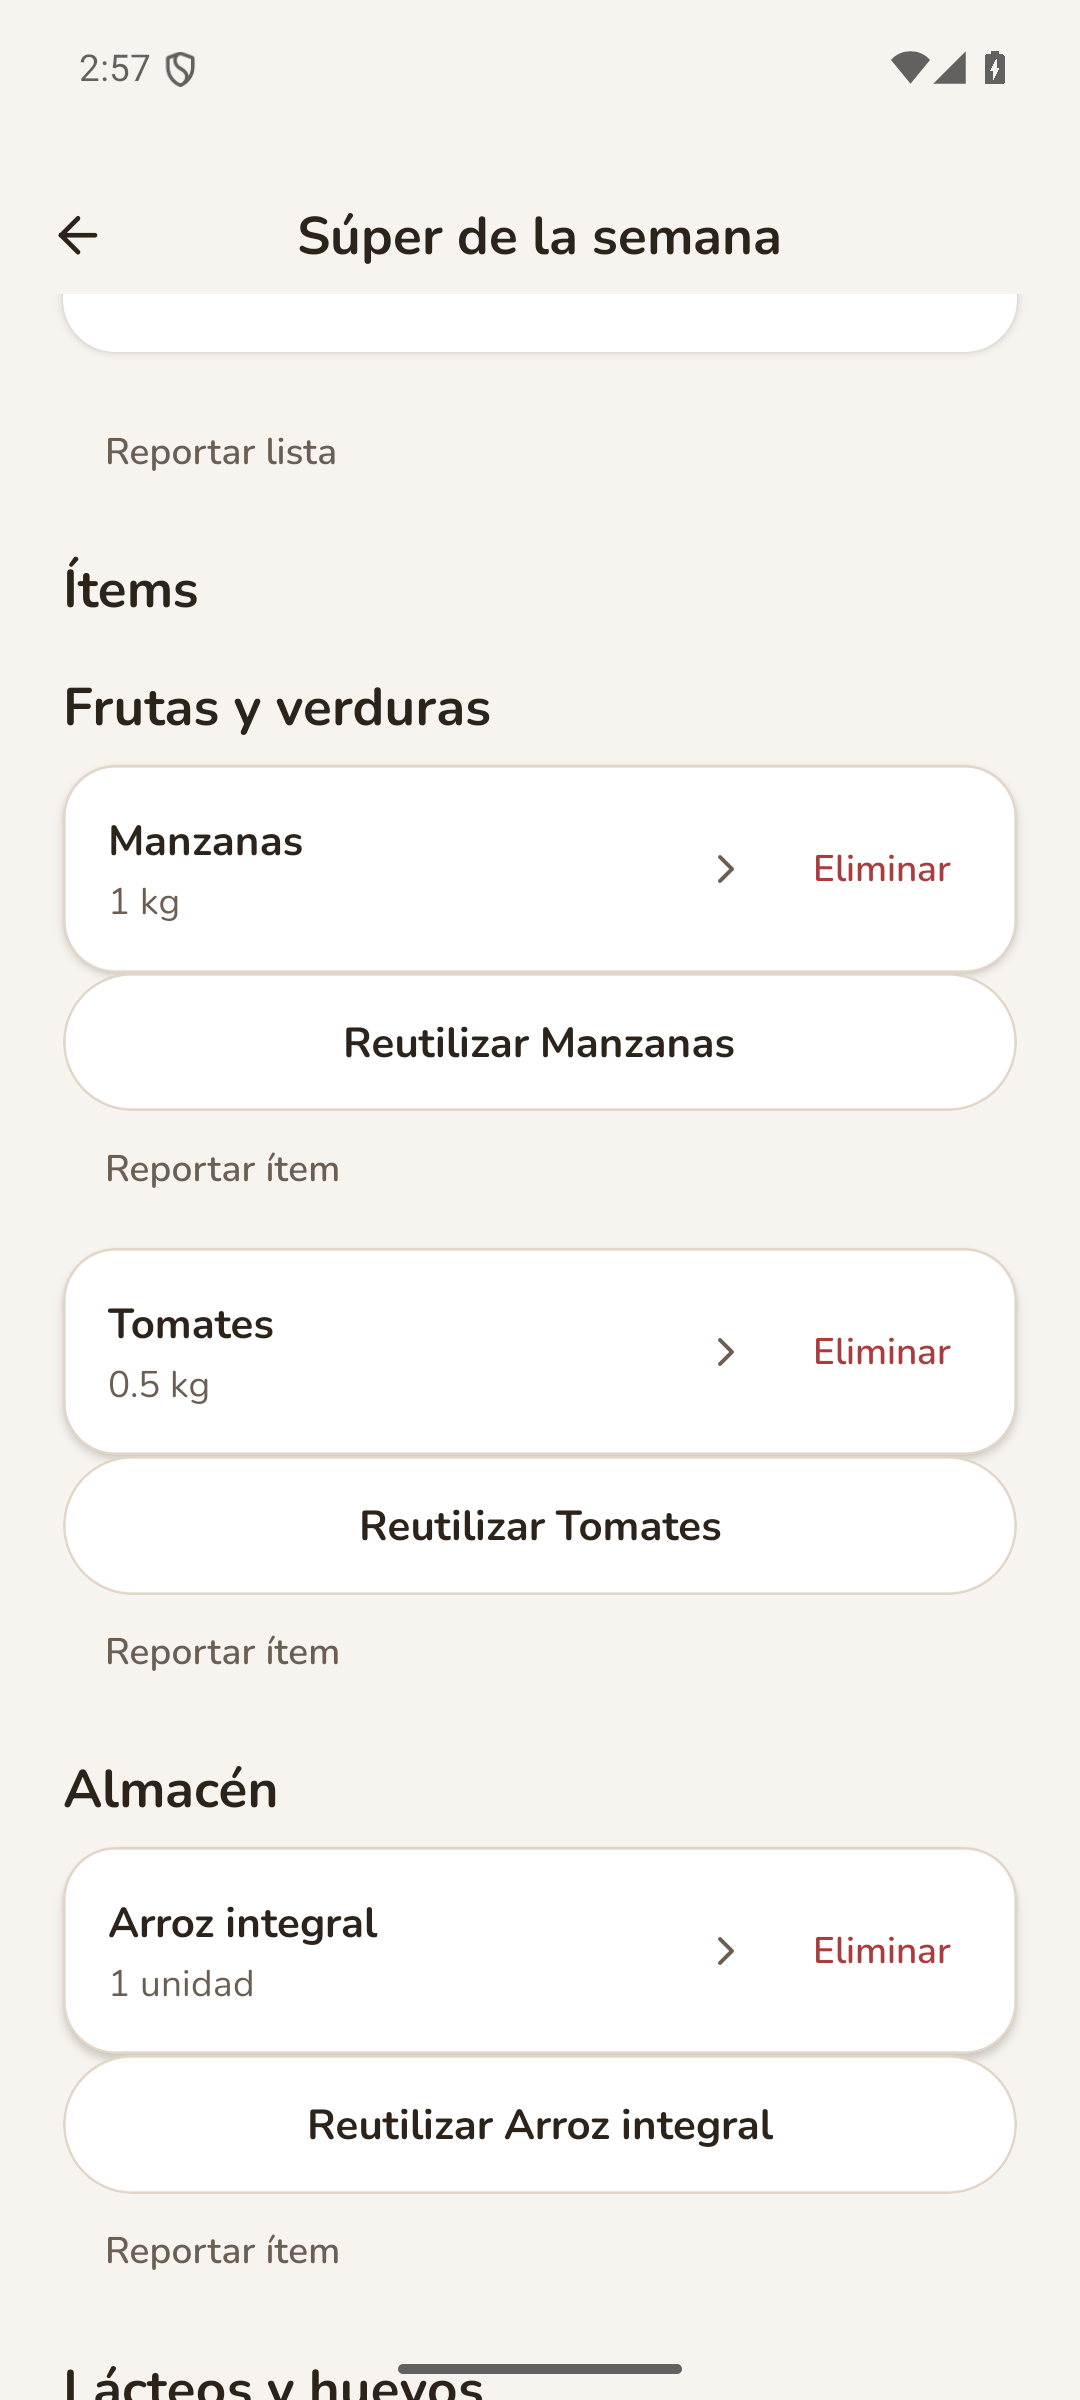 2:57
Súper de la semana
Reportar lista
Ítems
Frutas y verduras
Manzanas
1 kg
Eliminar
Reutilizar Manzanas
Reportar ítem
Tomates
0.5 kg
Eliminar
Reutilizar Tomates
Reportar ítem
Almacén
Arroz integral
1 unidad
Eliminar
Reutilizar Arroz integral
Reportar ítem
Lácteos y huevos